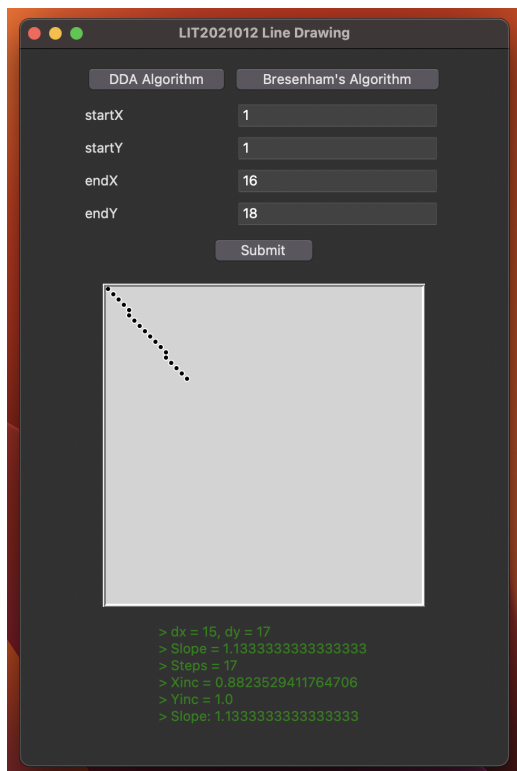 LIT2021012 Line Drawing
DDA Algorithm Bresenham's Algorithm
startX 1
startY 1
endX 16
endY 18
Submit
> dx = 15, dy = 17
> Slope = 1.1333333333333333
> Steps = 17
> Xinc = 0.8823529411764706
> Yinc = 1.0
> Slope: 1.1333333333333333